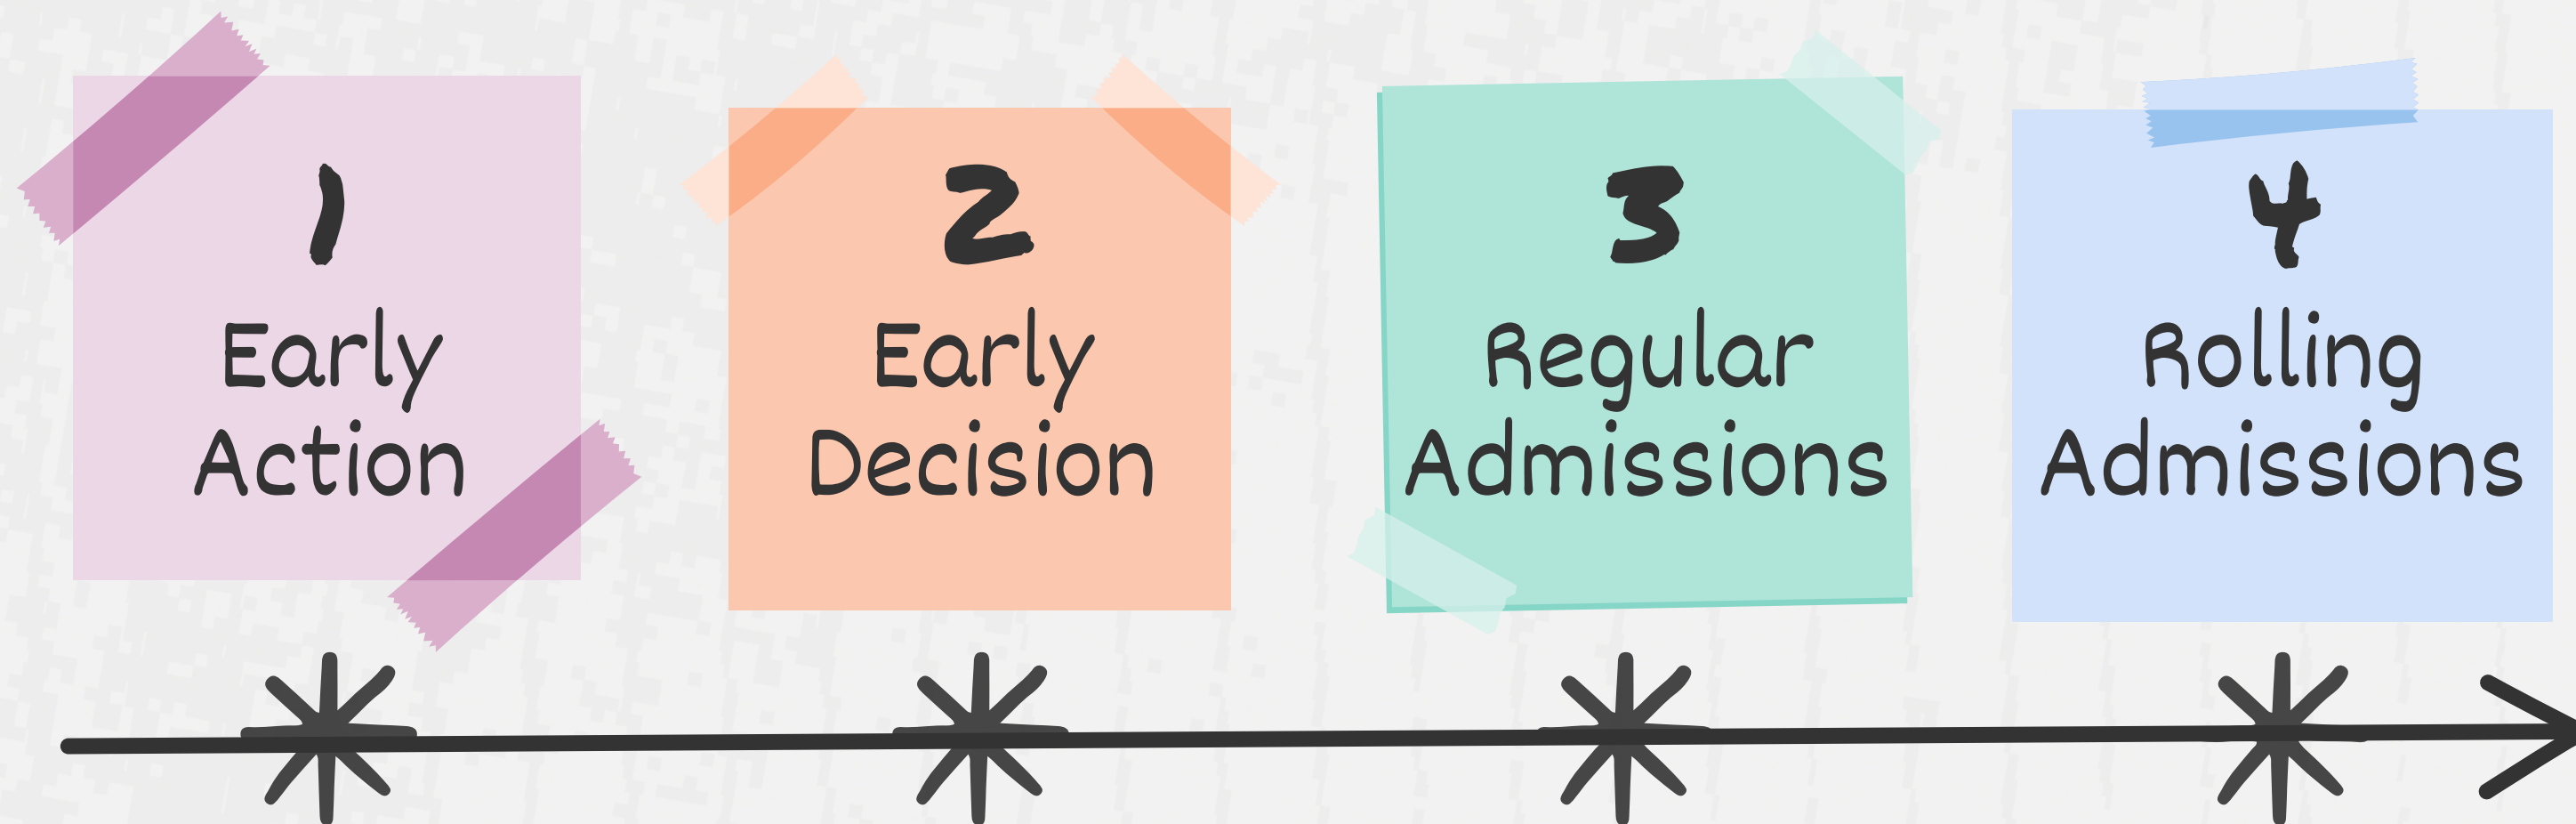 1
Early
Action
2
Early
Decision
3
Regular
Admissions
4
Rolling
Admissions